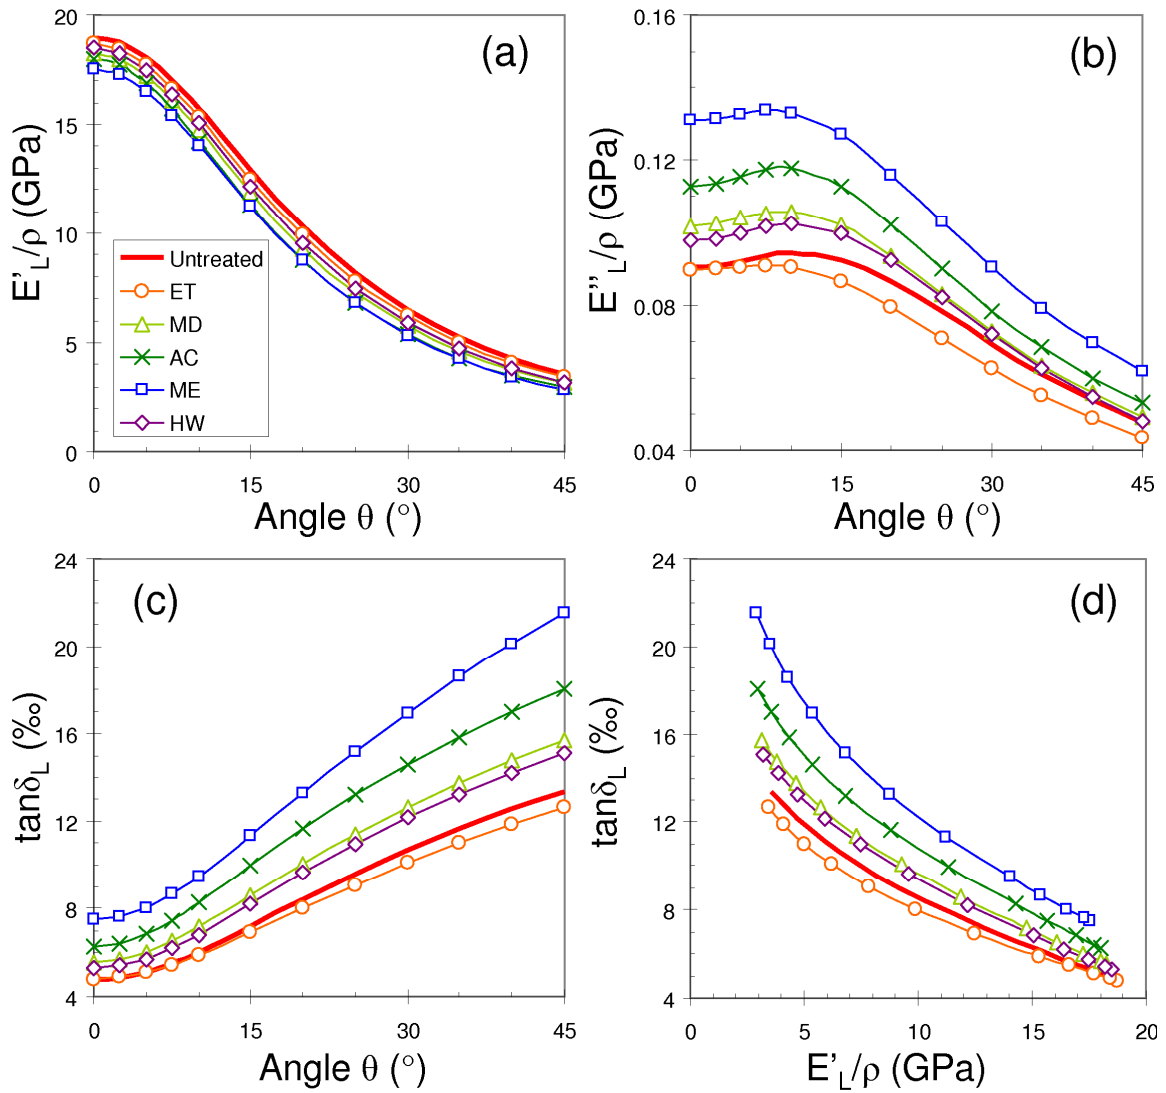 (a)
E'L/ρ (GPa)
20
15
10
5
0
Untreated
ET
MD
AC
ME
HW
0 15 30 45
Angle θ (°)
(b)
E''L/ρ (GPa)
0.16
0.12
0.08
0.04
0 15 30 45
Angle θ (°)
(c)
tanδL (‰)
24
20
16
12
8
4
0 15 30 45
Angle θ (°)
(d)
tanδL (‰)
24
20
16
12
8
4
0 5 10 15 20
E'L/ρ (GPa)